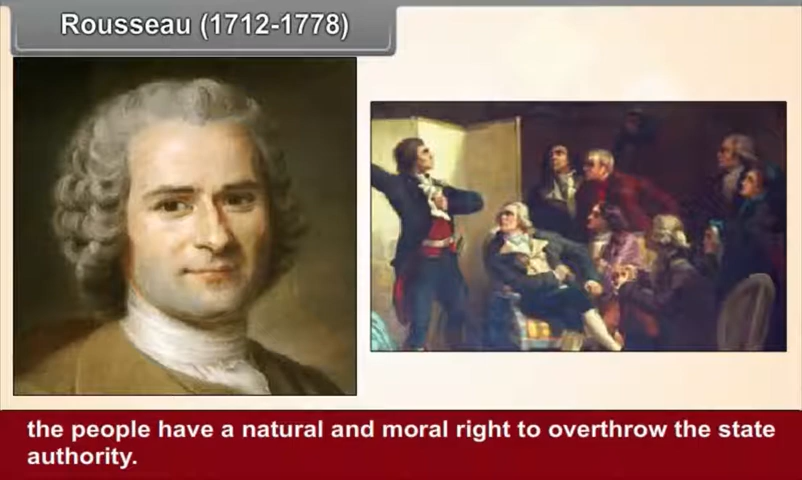 Rousseau (1712-1778)
the people have a natural and moral right to overthrow the state
authority.